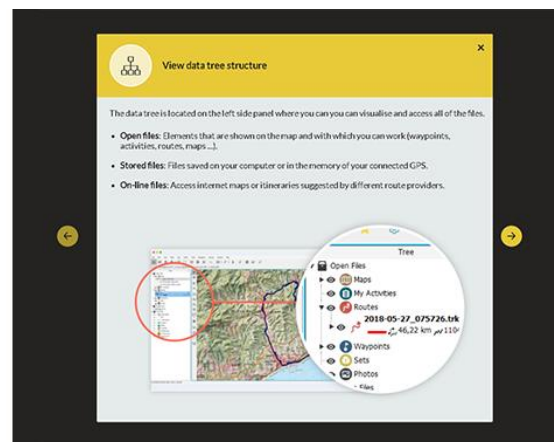 View data tree structure
×
The data tree is located on the left side panel where you can you can visualise and access all of the files.
• Open files: Elements that are shown on the map and with which you can work (waypoints,
activities, routes, maps ...).
• Stored files: Files saved on your computer or in the memory of your connected GPS.
• On-line files: Access internet maps or itineraries suggested by different route providers.
Tree
Open Files
Maps
My Activities
Routes
2018-05-27_075726.trk
46,22 km
Waypoints
Sets
Photos
Files